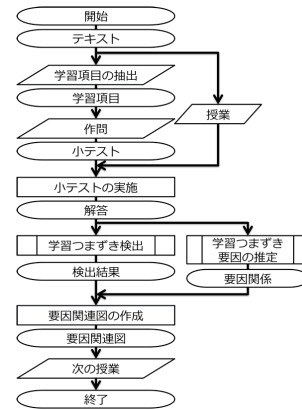 開始
テキスト
学習項目の抽出
学習項目
授業
作問
小テスト
小テストの実施
解答
学習つまずき検出
学習つまずき
要因の推定
検出結果
要因関係
要因関連図の作成
要因関連図
次の授業
終了